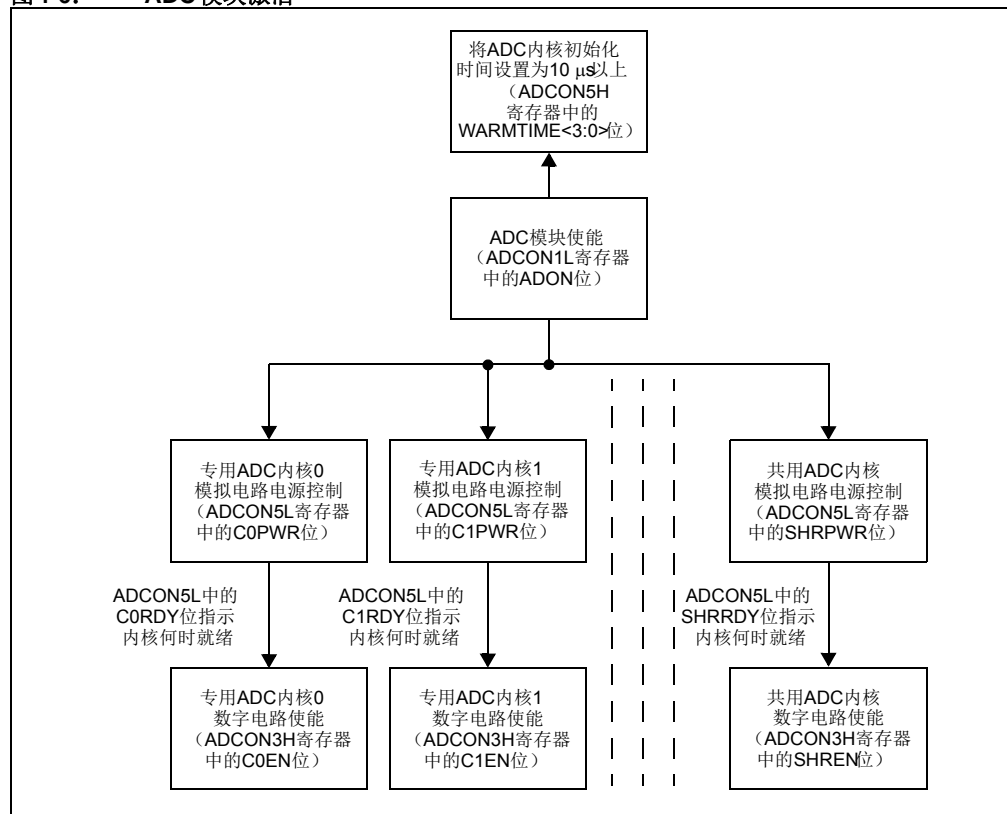 ADC 模块激活
将ADC内核初始化
时间设置为10 μs以上
（ADCON5H
寄存器中的
WARMTIME<3:0>位）
ADC模块使能
（ADCON1L寄存器
中的ADON位）
专用ADC内核0
模拟电路电源控制
（ADCON5L寄存器
中的C0PWR位）
专用ADC内核1
模拟电路电源控制
（ADCON5L寄存器
中的C1PWR位）
共用ADC内核
模拟电路电源控制
（ADCON5L寄存器
中的SHRPWR位）
ADCON5L中的
C0RDY位指示
内核何时就绪
ADCON5L中的
C1RDY位指示
内核何时就绪
ADCON5L中的
SHRRDY位指示
内核何时就绪
专用ADC内核0
数字电路使能
（ADCON3H寄存器
中的C0EN位）
专用ADC内核1
数字电路使能
（ADCON3H寄存器
中的C1EN位）
共用ADC内核
数字电路使能
（ADCON3H寄存器
中的SHREN位）